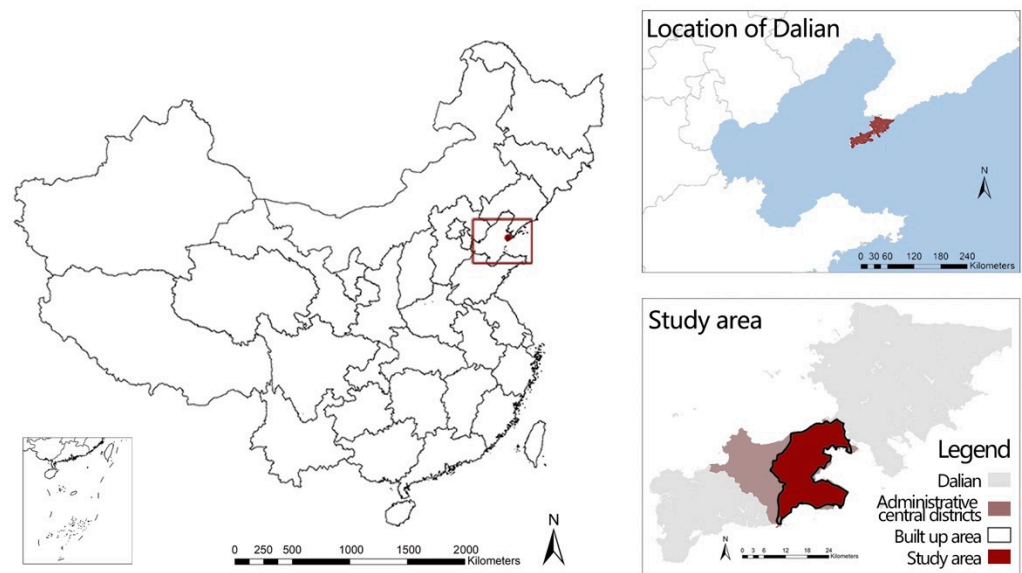 Location of Dalian
N
0 30 60 120 180 240
Kilometers
Study area
Legend
Dalian
Administrative
central districts
Built up area
Study area
N
0 3 6 12 18 24
Kilometers
N
0 250 500 1000 1500 2000
Kilometers